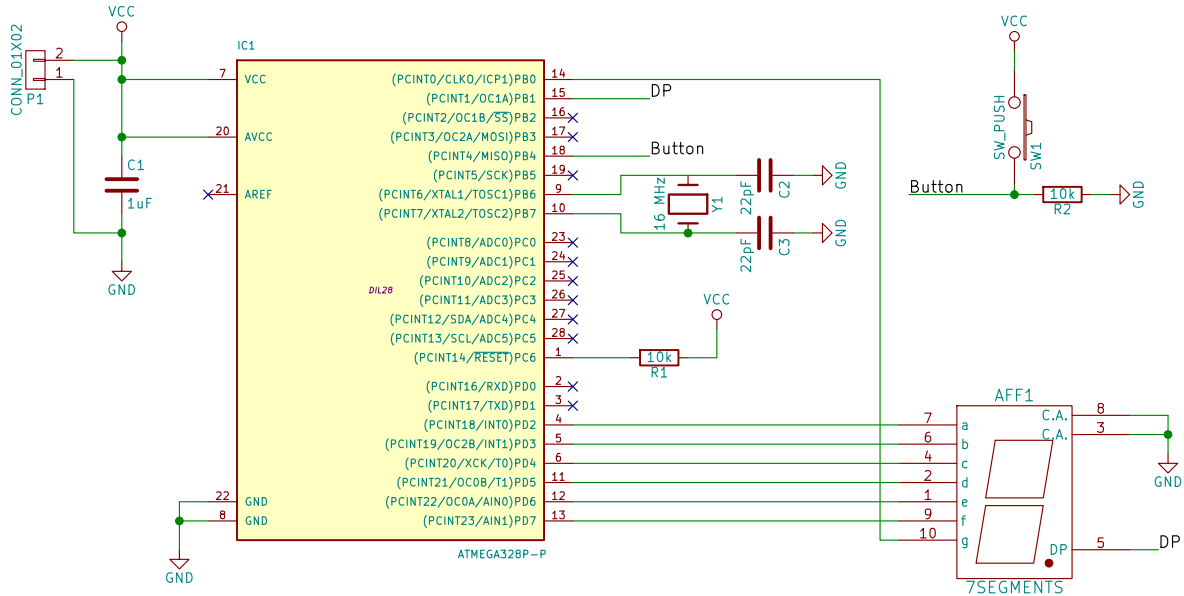 VCC
CONN_01X02
2
1
P1
C1
1uF
GND
IC1
7 VCC
20 AVCC
21 AREF
22 GND
8 GND
GND
DIL28
ATMEGA328P-P
(PCINT0/CLKO/ICP1)PB0 14
(PCINT1/OC1A)PB1 15 DP
(PCINT2/OC1B/SS)PB2 16
(PCINT3/OC2A/MOSI)PB3 17
(PCINT4/MISO)PB4 18 Button
(PCINT5/SCK)PB5 19
(PCINT6/XTAL1/TOSC1)PB6 9
(PCINT7/XTAL2/TOSC2)PB7 10
(PCINT8/ADC0)PC0 23
(PCINT9/ADC1)PC1 24
(PCINT10/ADC2)PC2 25
(PCINT11/ADC3)PC3 26
(PCINT12/SDA/ADC4)PC4 27
(PCINT13/SCL/ADC5)PC5 28
(PCINT14/RESET)PC6 1
(PCINT16/RXD)PD0 2
(PCINT17/TXD)PD1 3
(PCINT18/INT0)PD2 4
(PCINT19/OC2B/INT1)PD3 5
(PCINT20/XCK/T0)PD4 6
(PCINT21/OC0B/T1)PD5 11
(PCINT22/OC0A/AIN0)PD6 12
(PCINT23/AIN1)PD7 13
16 MHz
Y1
22pF
C2
GND
22pF
C3
GND
VCC
10k
R1
VCC
SW_PUSH
SW1
Button
10k
R2
GND
AFF1
7 a
6 b
4 c
2 d
1 e
9 f
10 g
C.A. 8
C.A. 3
GND
DP 5 DP
7SEGMENTS